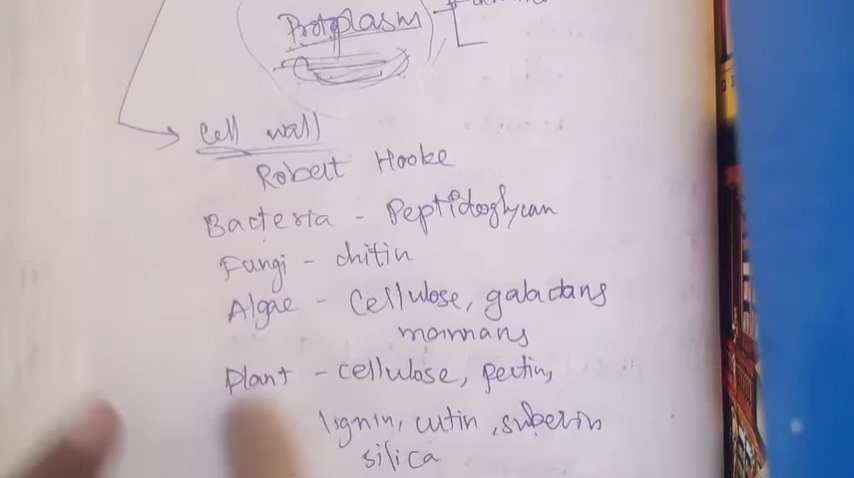 Protoplasm
Cell wall
Robert Hooke
Bacteria - Peptidoglycan
Fungi - chitin
Algae - Cellulose, galactans
mannans
Plant - cellulose, pectin,
lignin, cutin, suberin
silica